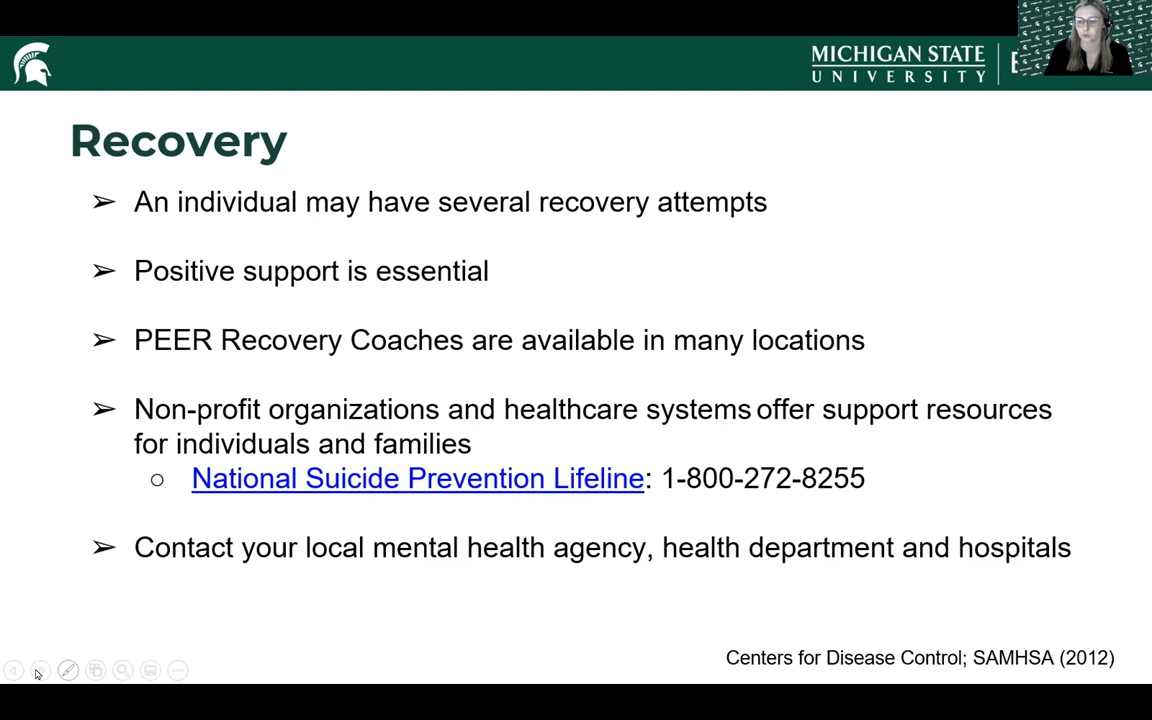 MICHIGAN STATE
UNIVERSITY
Recovery
➢ An individual may have several recovery attempts
➢ Positive support is essential
➢ PEER Recovery Coaches are available in many locations
➢ Non-profit organizations and healthcare systems offer support resources
for individuals and families
○ National Suicide Prevention Lifeline: 1-800-272-8255
➢ Contact your local mental health agency, health department and hospitals
Centers for Disease Control; SAMHSA (2012)